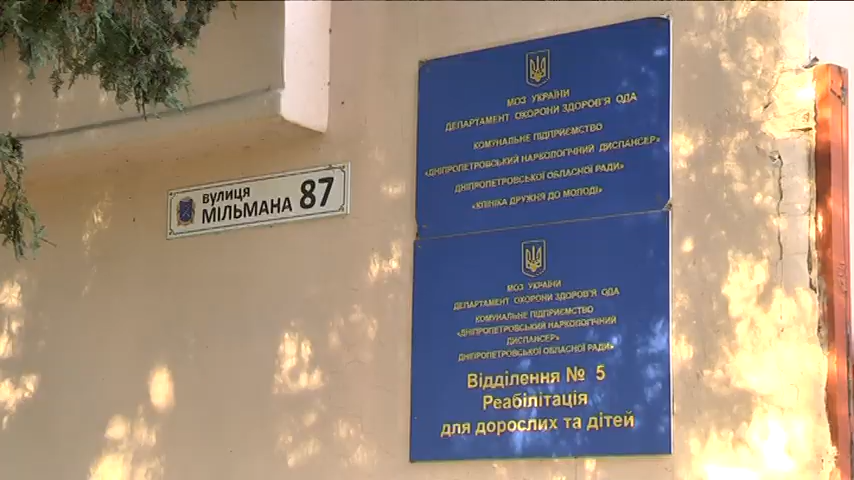 вулиця
МІЛЬМАНА 87
МОЗ УКРАЇНИ
ДЕПАРТАМЕНТ ОХОРОНИ ЗДОРОВ'Я ОДА
КОМУНАЛЬНЕ ПІДПРИЄМСТВО
«ДНІПРОПЕТРОВСЬКИЙ НАРКОЛОГІЧНИЙ ДИСПАНСЕР»
ДНІПРОПЕТРОВСЬКОЇ ОБЛАСНОЇ РАДИ»
«КЛІНІКА ДРУЖНЯ ДО МОЛОДІ»
МОЗ УКРАЇНИ
ДЕПАРТАМЕНТ ОХОРОНИ ЗДОРОВ'Я ОДА
КОМУНАЛЬНЕ ПІДПРИЄМСТВО
«ДНІПРОПЕТРОВСЬКИЙ НАРКОЛОГІЧНИЙ
ДИСПАНСЕР»
ДНІПРОПЕТРОВСЬКОЇ ОБЛАСНОЇ РАДИ»
Відділення № 5
Реабілітація
для дорослих та дітей